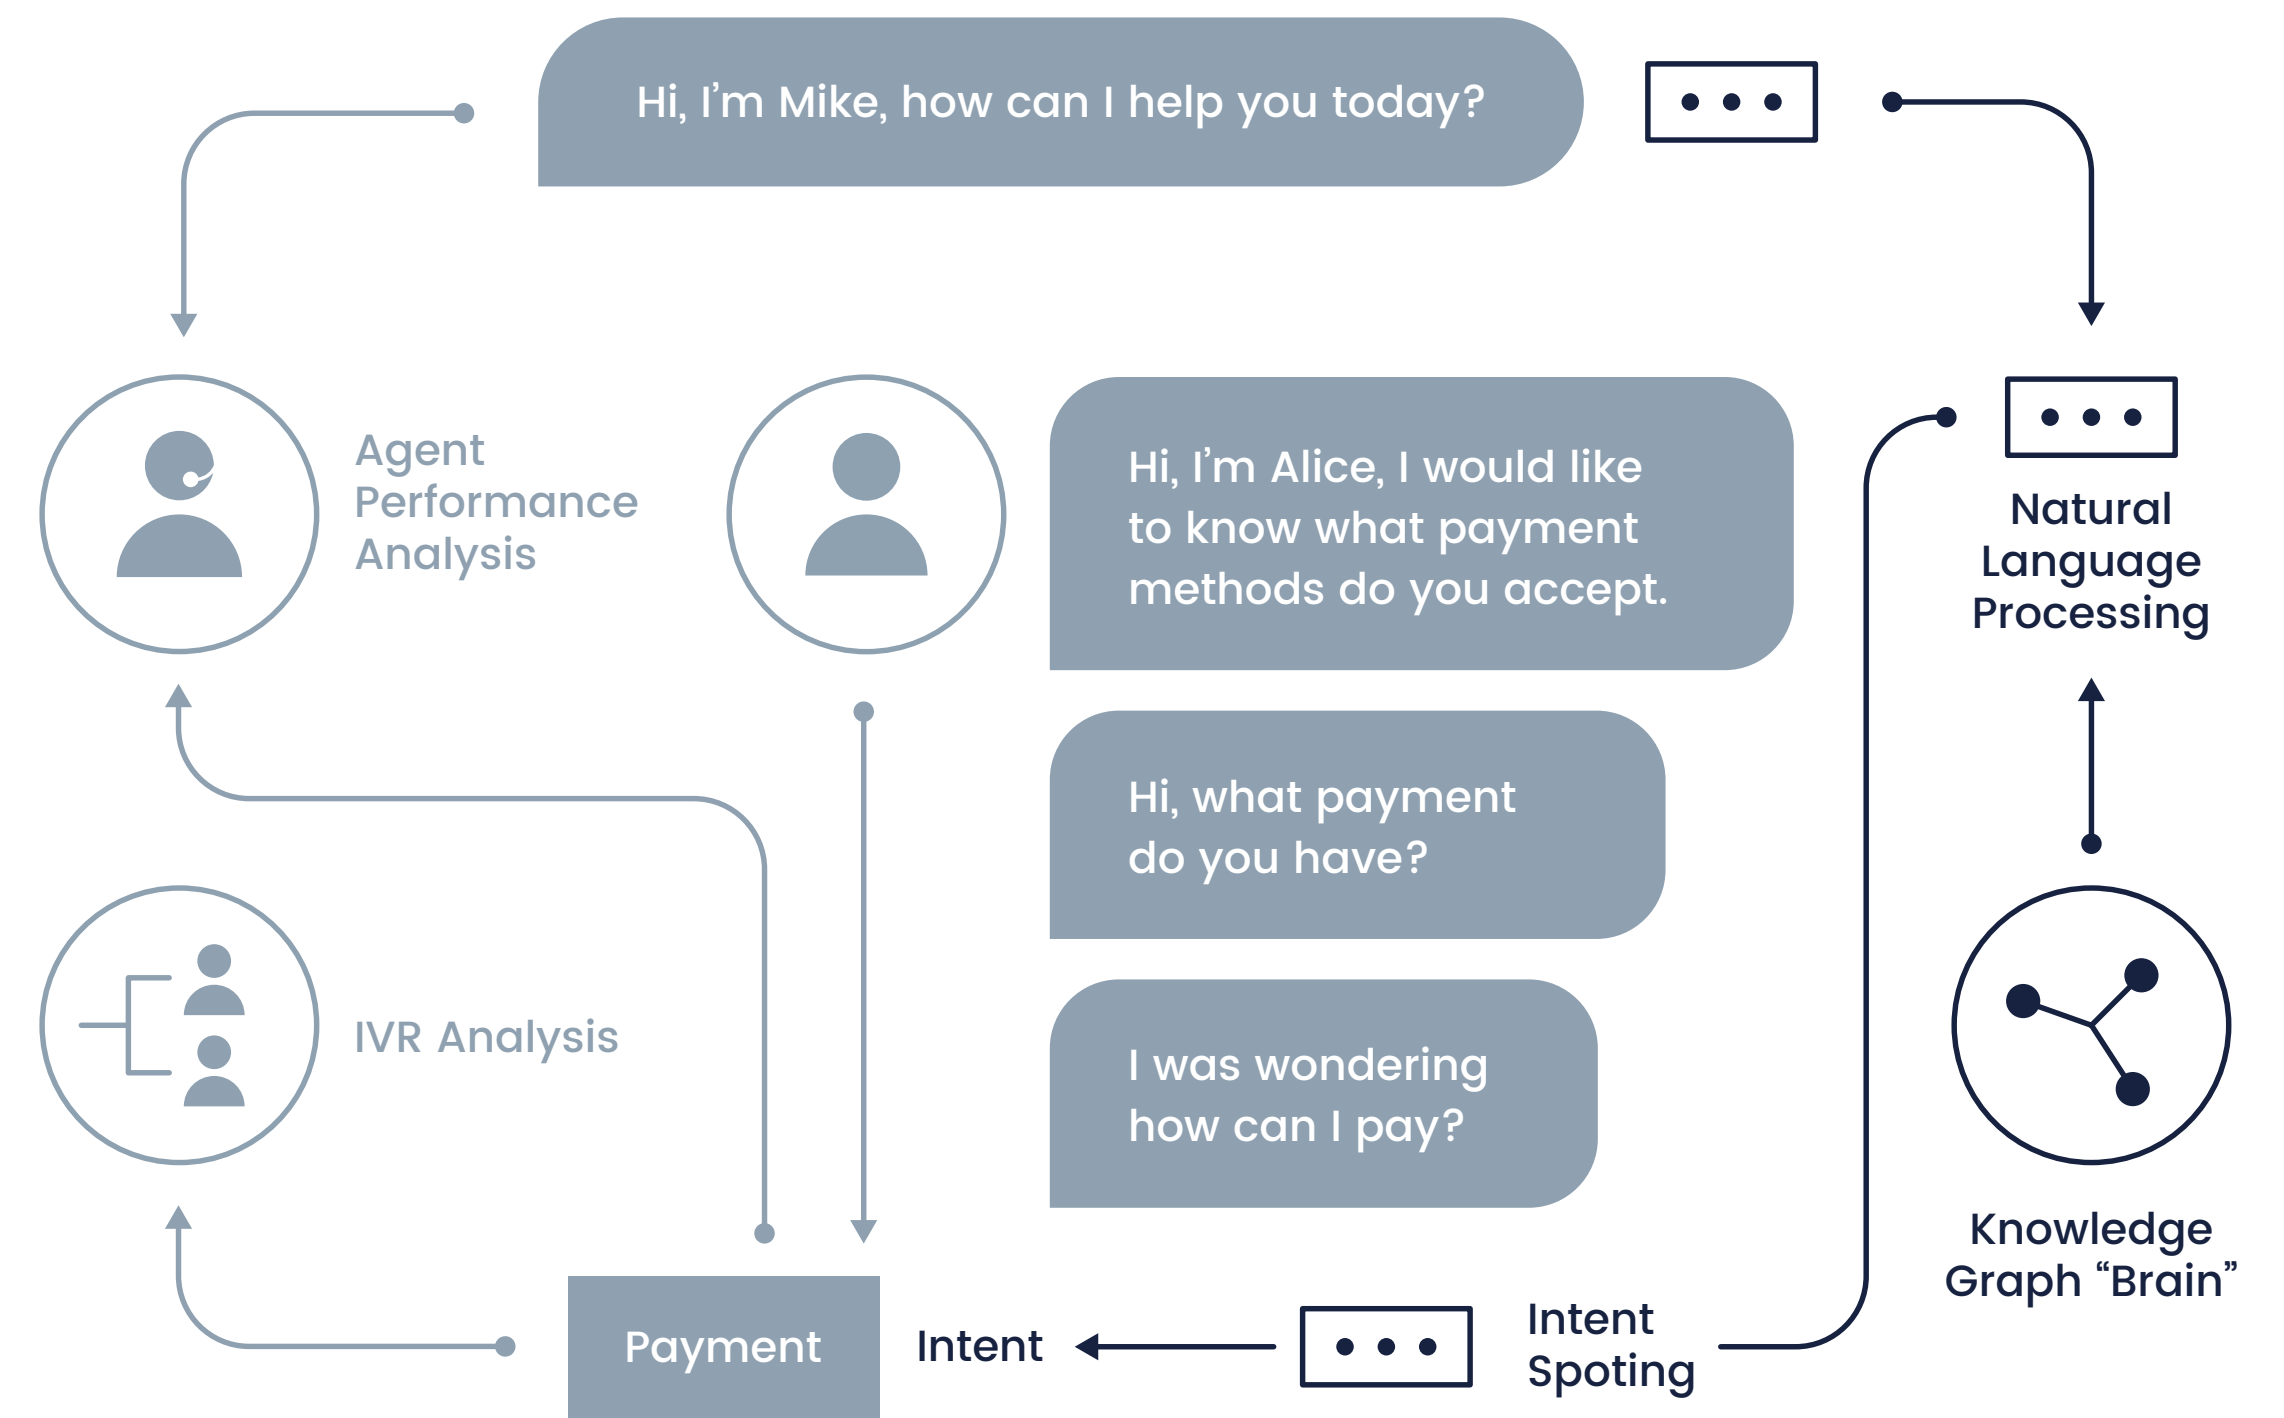 Hi, I’m Mike, how can I help you today?
Agent
Performance
Analysis
Hi, I’m Alice, I would like
to know what payment
methods do you accept.
Natural
Language
Processing
Hi, what payment
do you have?
IVR Analysis
I was wondering
how can I pay?
Knowledge
Graph “Brain”
Payment
Intent
Intent
Spoting